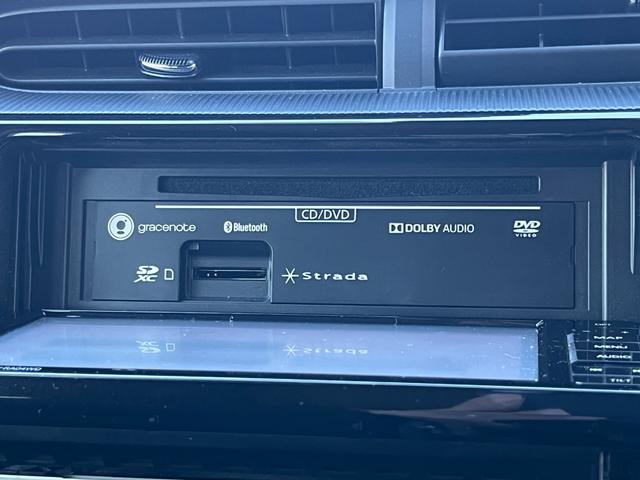 CD/DVD
gracenote
Bluetooth
DOLBY AUDIO
DVD
VIDEO
SD
XC
Strada
MAP
MENU
AUDIO
TILT